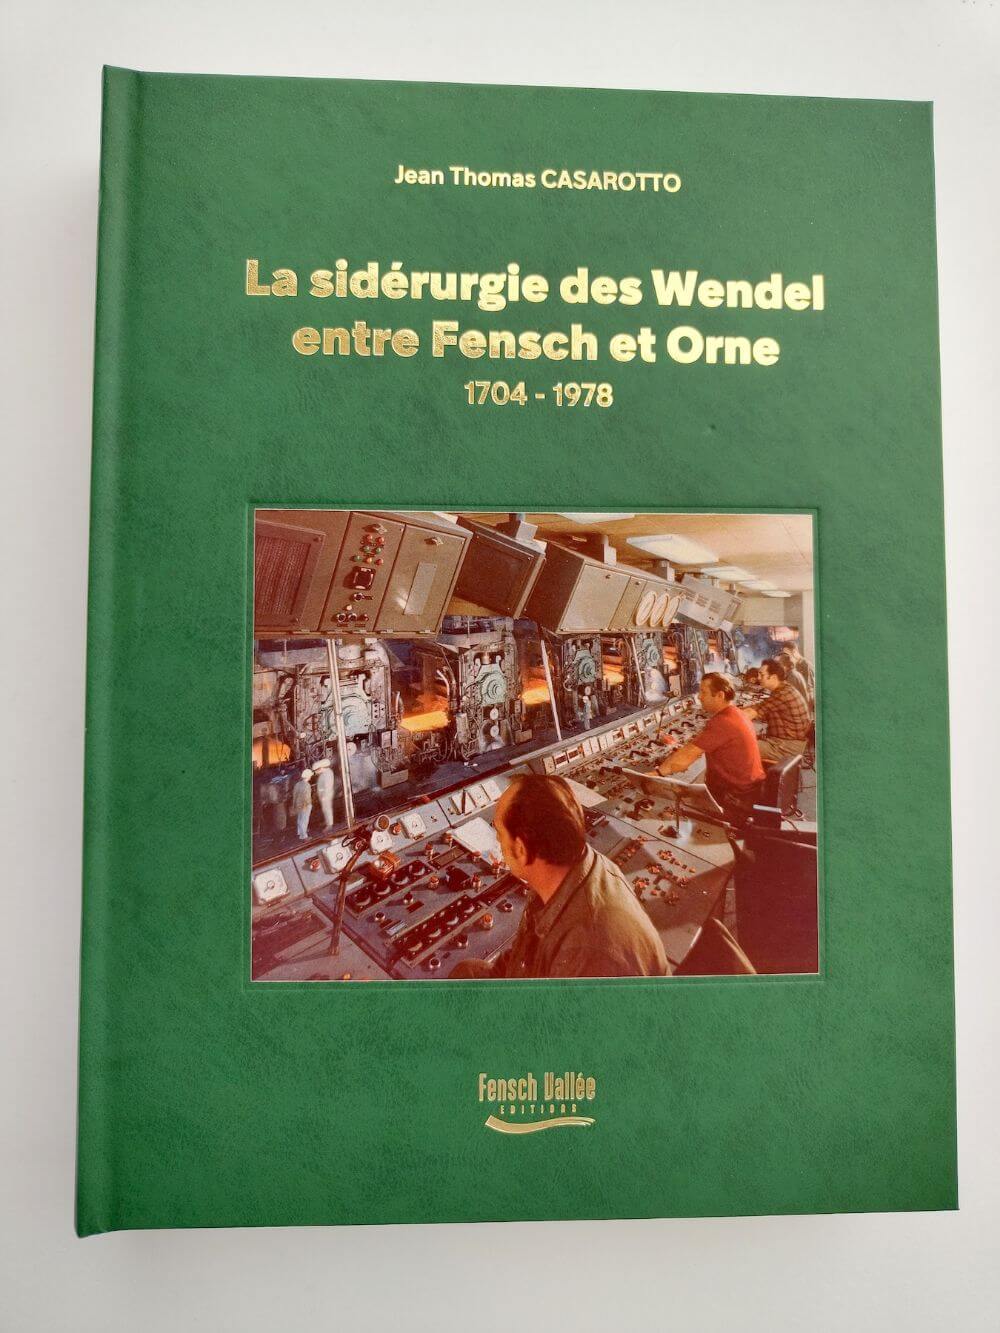 Jean Thomas CASAROTTO
La sidérurgie des Wendel
entre Fensch et Orne
1704 - 1978
Fensch Vallée
EDITIONS